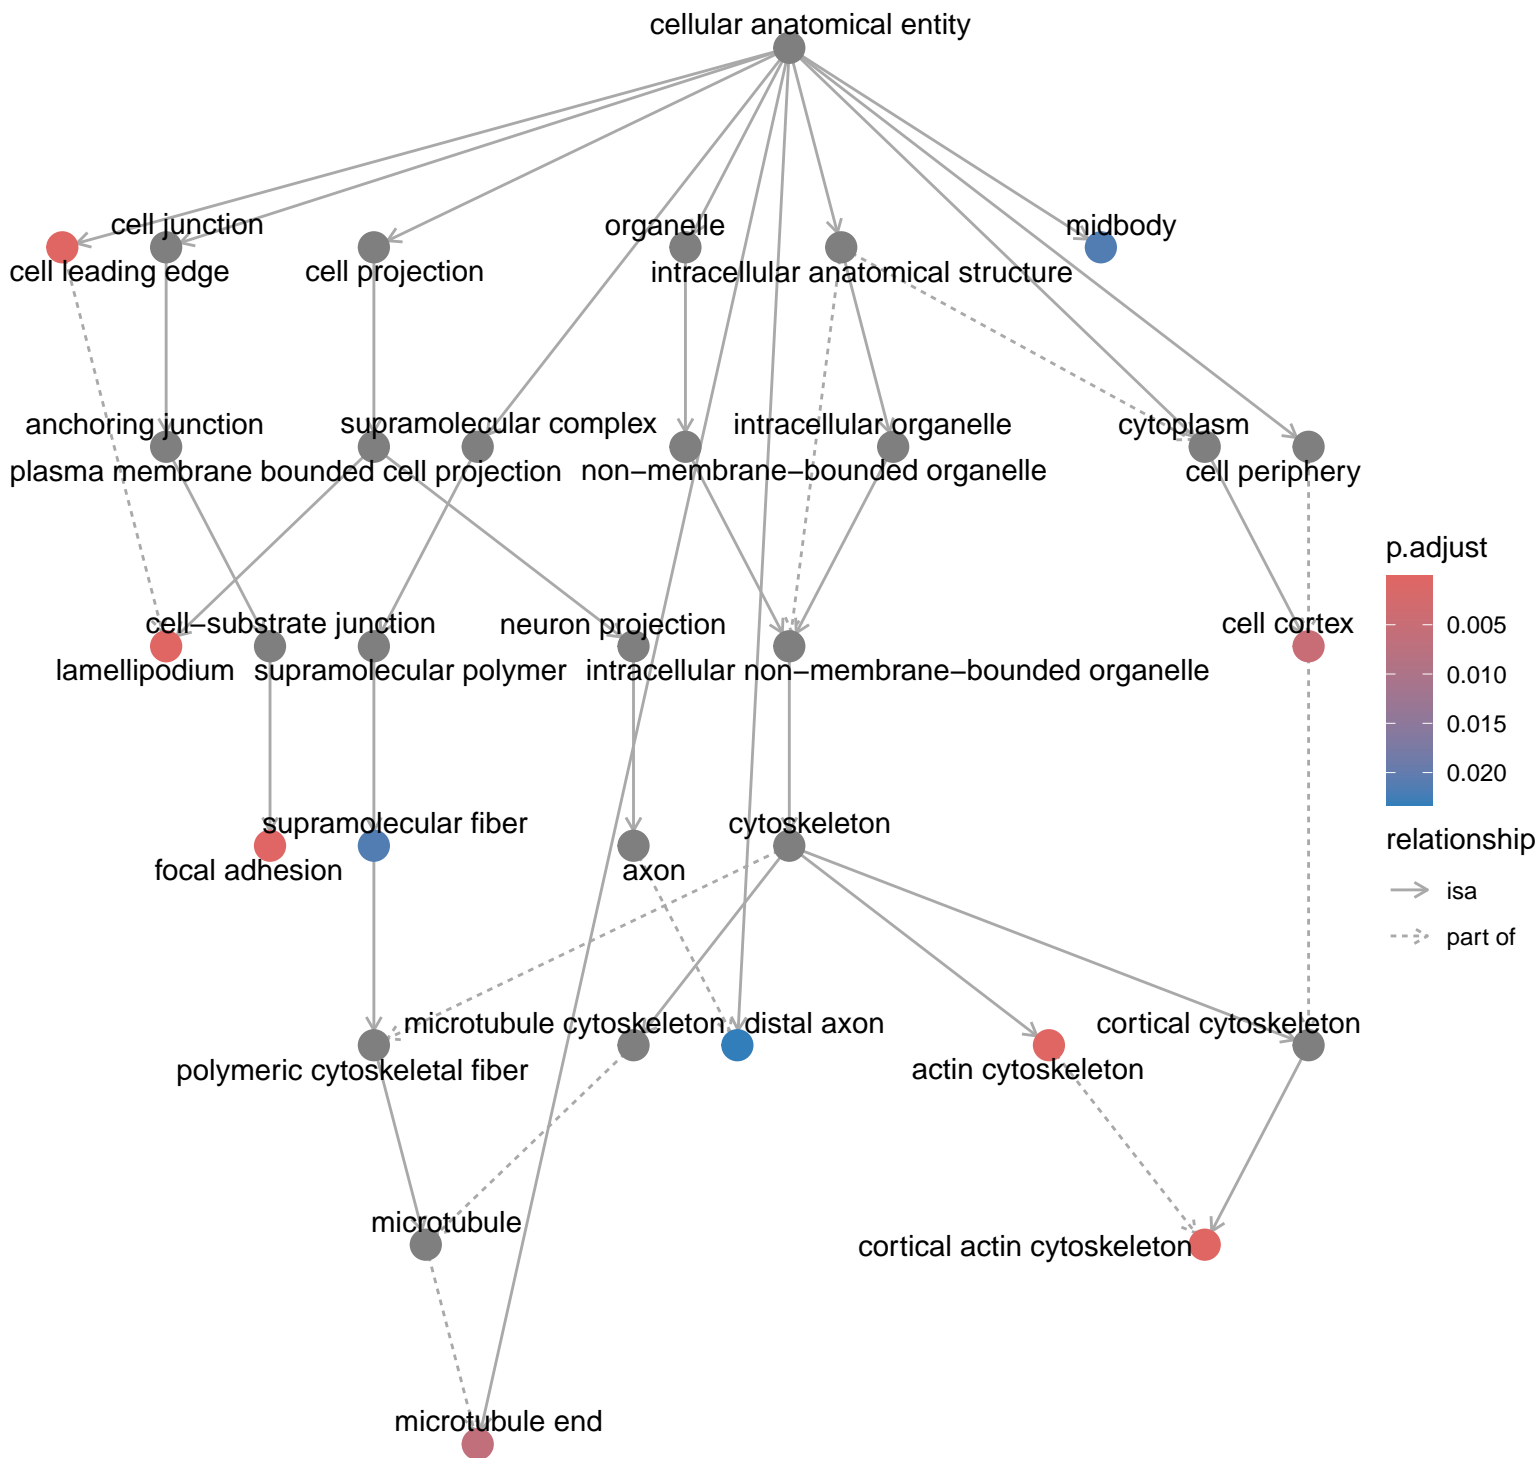 cellular anatomical entity
cell junction
organelle
midbody
cell leading edge
cell projection
intracellular anatomical structure
anchoring junction
supramolecular complex
intracellular organelle
cytoplasm
plasma membrane bounded cell projection
non−membrane−bounded organelle
cell periphery
p.adjust
0.005
0.010
0.015
0.020
cell−substrate junction
neuron projection
cell cortex
lamellipodium
supramolecular polymer
intracellular non−membrane−bounded organelle
supramolecular fiber
cytoskeleton
relationship
isa
part of
focal adhesion
axon
microtubule cytoskeleton
distal axon
cortical cytoskeleton
polymeric cytoskeletal fiber
actin cytoskeleton
microtubule
cortical actin cytoskeleton
microtubule end